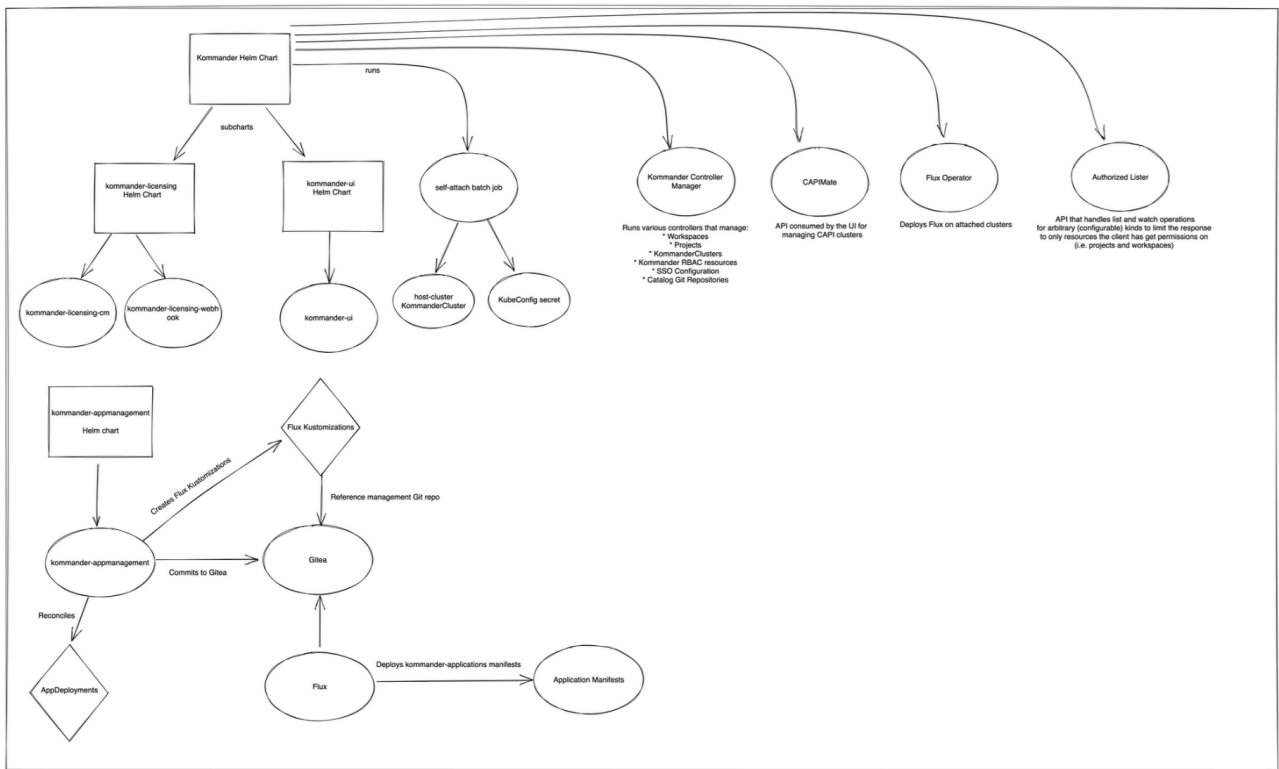 Kommander Helm Chart
runs
subcharts
kommander-licensing
Helm Chart
kommander-ui
Helm Chart
self-attach batch job
Kommander Controller
Manager
CAPIMate
Flux Operator
Authorized Lister
Runs various controllers that manage:
* Workspaces
* Projects
* KommanderClusters
* Kommander RBAC resources
* SSO Configuration
* Catalog Git Repositories
API consumed by the UI for
managing CAPI clusters
Deploys Flux on attached clusters
API that handles list and watch operations
for arbitrary (configurable) kinds to limit the response
to only resources the client has get permissions on
(i.e. projects and workspaces)
kommander-licensing-cm
kommander-licensing-webh
ook
kommander-ui
host-cluster
KommanderCluster
KubeConfig secret
kommander-appmanagement
Helm chart
Flux Kustomizations
Creates Flux Kustomizations
Reference management Git repo
kommander-appmanagement
Commits to Gitea
Gitea
Reconciles
AppDeployments
Flux
Deploys kommander-applications manifests
Application Manifests